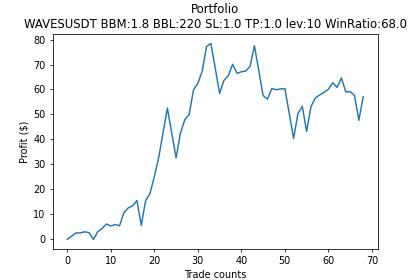 Portfolio
WAVESUSDT BBM:1.8 BBL:220 SL:1.0 TP:1.0 lev:10 WinRatio:68.0
80
70
60
50
40
30
20
10
0
Profit ($)
0 10 20 30 40 50 60 70
Trade counts